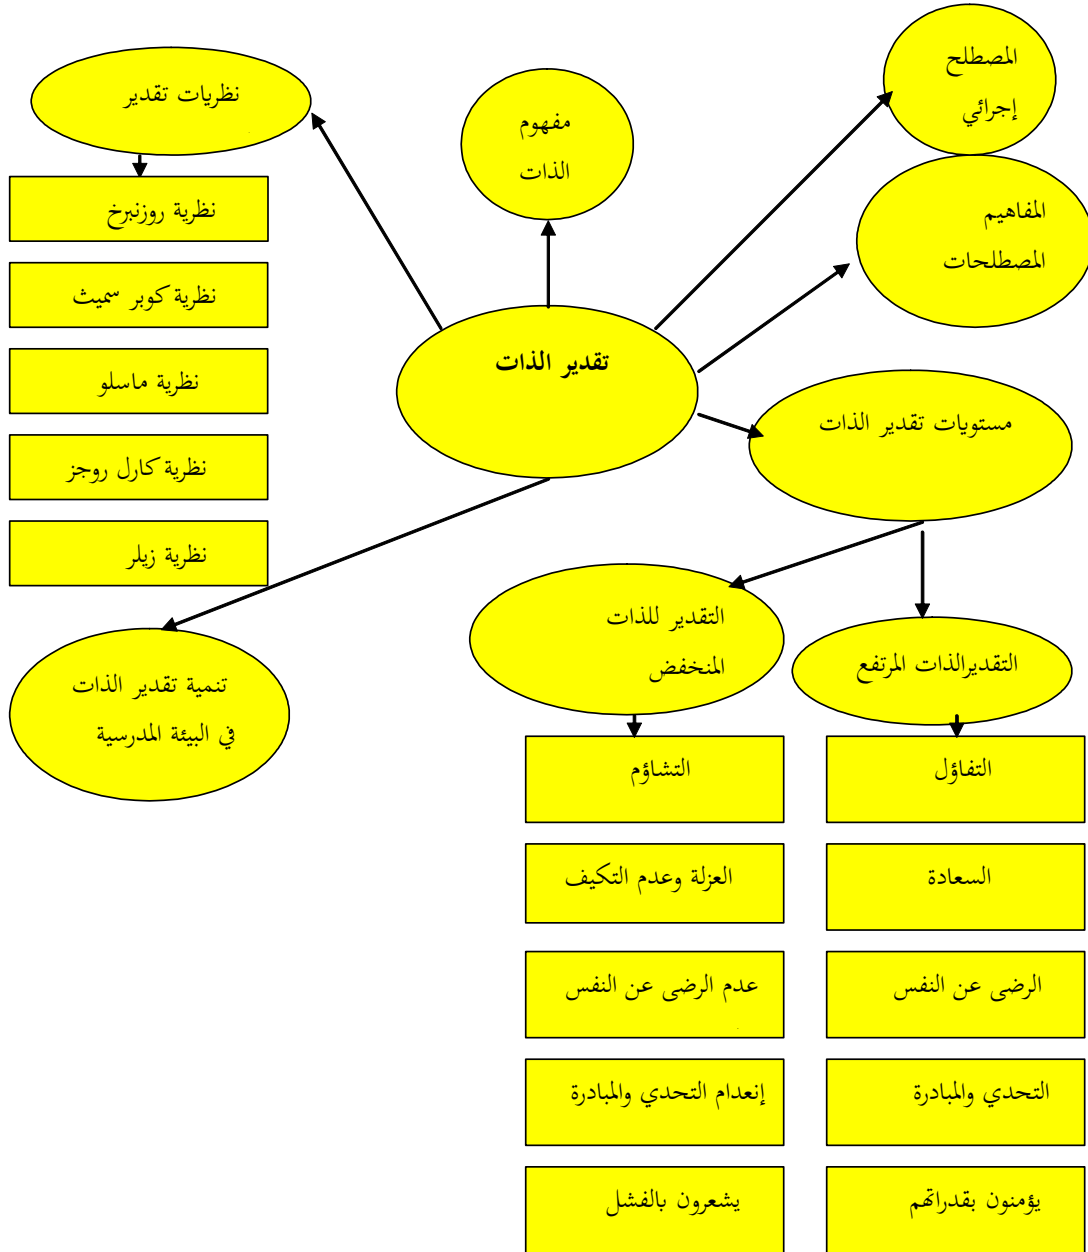 المصطلح
إجرائي
المفاهيم
المصطلحات
مفهوم
الذات
نظريات تقدير
نظرية روزنبرخ
نظرية كوبر سميث
نظرية ماسلو
نظرية كارل روجز
نظرية زيلر
تقدير الذات
مستويات تقدير الذات
التقديرالذات المرتفع
التفاؤل
السعادة
الرضى عن النفس
التحدي والمبادرة
يؤمنون بقدراتهم
التقدير للذات
المنخفض
التشاؤم
العزلة وعدم التكيف
عدم الرضى عن النفس
إنعدام التحدي والمبادرة
يشعرون بالفشل
تنمية تقدير الذات
في البيئة المدرسية